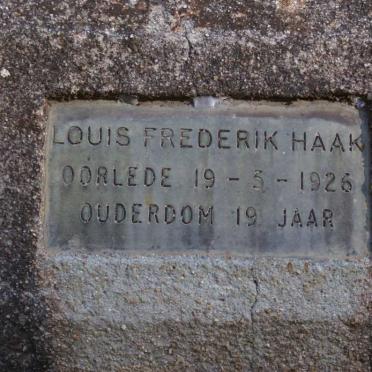 LOUIS FREDERIK HAAK
OORLEDE 19 - 5 - 1926
OUDERDOM 19 JAAR